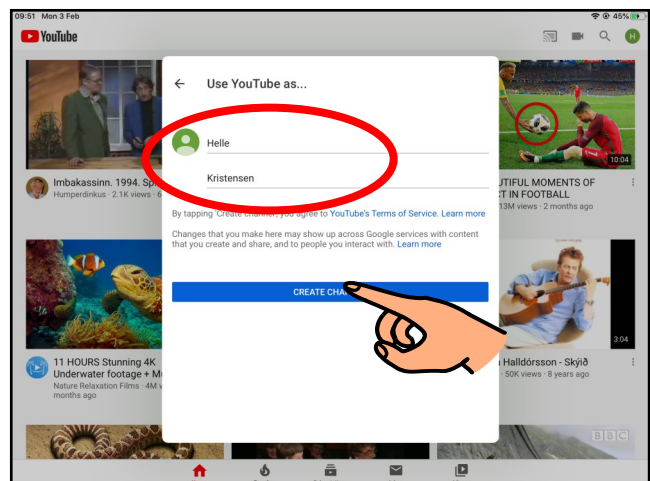 09:51 Mon 3 Feb
45%
YouTube
H
Use YouTube as...
Helle
Kristensen
By tapping 'Create channel', you agree to YouTube's Terms of Service. Learn more
Changes that you make here may show up across Google services with content
that you create and share, and to people you interact with. Learn more
CREATE
10:04
Imbakassinn. 1994.
Humperdinkus · 2.1K views · 6
MOMENTS OF
IN FOOTBALL
13M views · 2 months ago
11 HOURS Stunning 4K
Underwater footage +
Nature Relaxation Films · 4M
months ago
3:04
Halldórsson - Skýið
50K views · 8 years ago
BBC